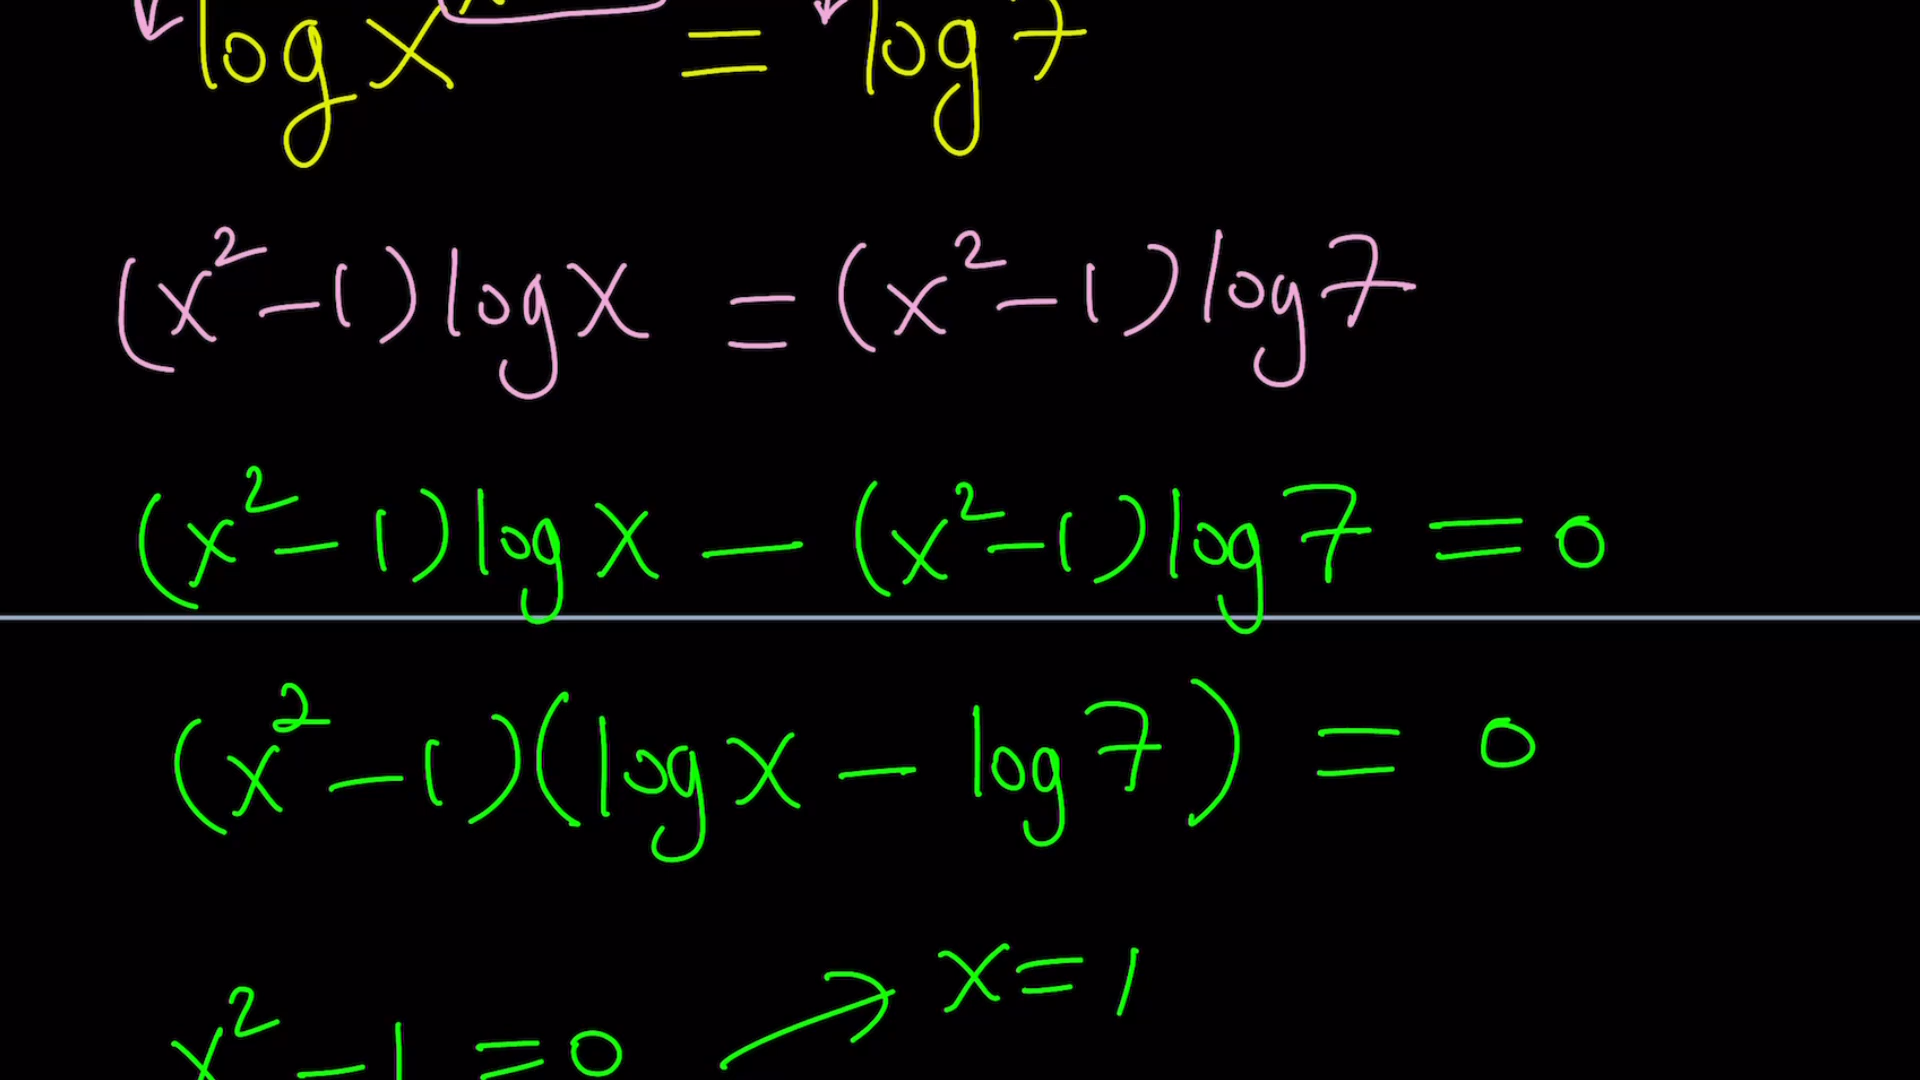 log x = log 7
(x² - 1) log x = (x² - 1) log 7
(x² - 1) log x - (x² - 1) log 7 = 0
(x² - 1)(log x - log 7) = 0
x = 1
x² - 1 = 0